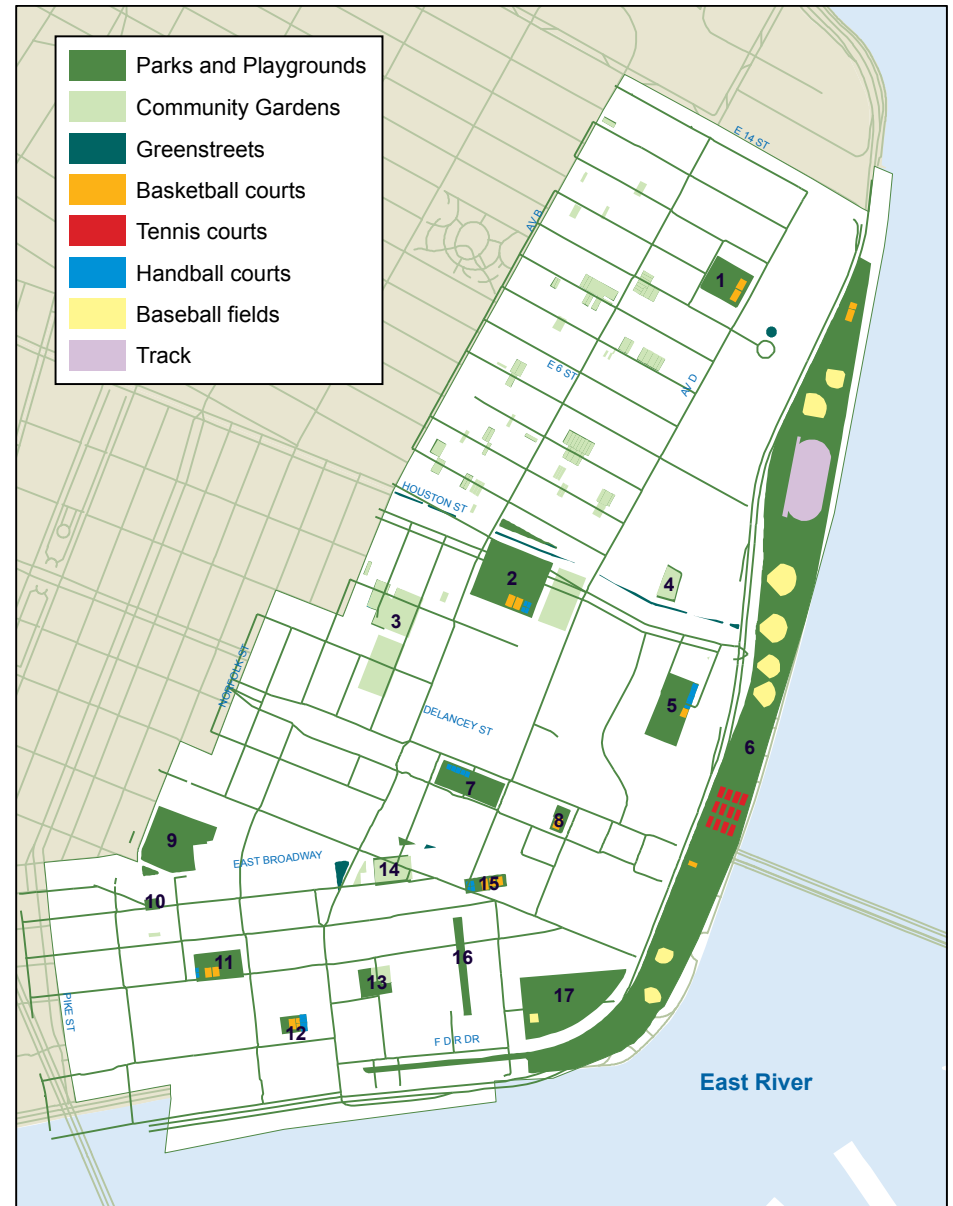 Parks and Playgrounds
Community Gardens
Greenstreets
Basketball courts
Tennis courts
Handball courts
Baseball fields
Track
E 14 ST
AV B
1
E 6 ST
AV D
HOUSTON ST
2
4
3
NORFOLK ST
5
DELANCEY ST
6
7
8
9
EAST BROADWAY
14
15
10
16
11
13
17
PIKE ST
12
F D R DR
East River